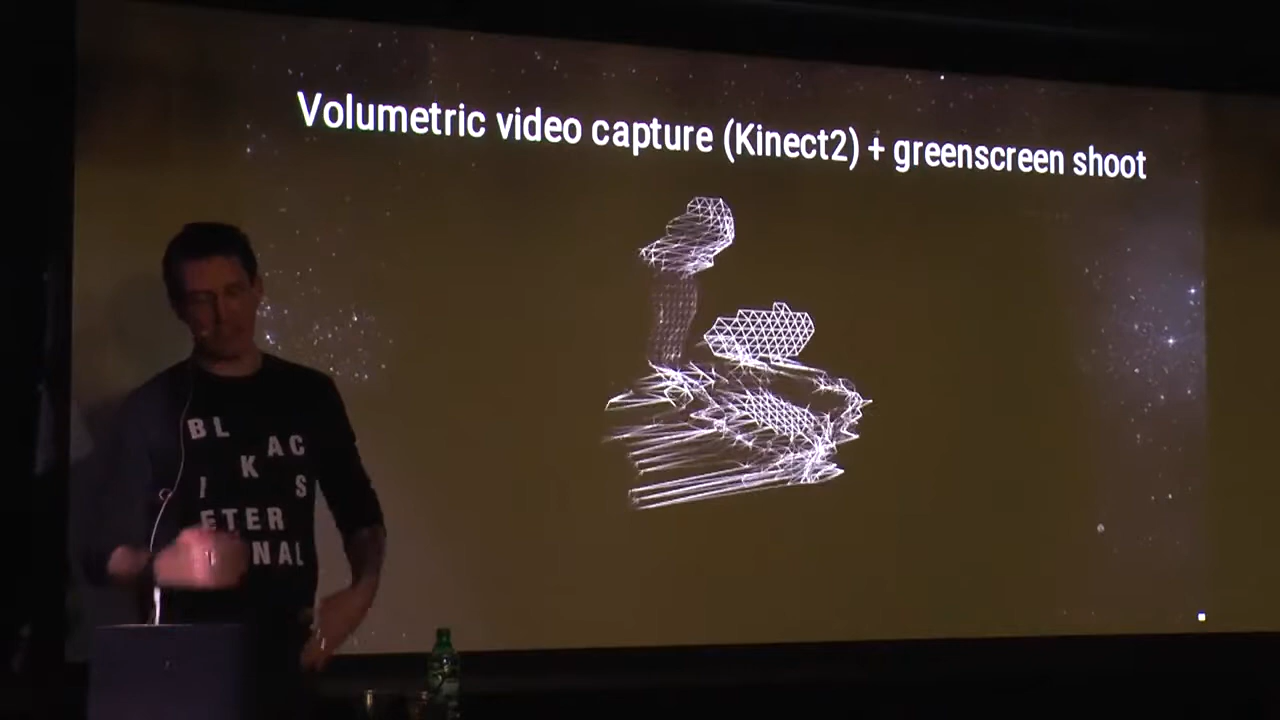 Volumetric video capture (Kinect2) + greenscreen shoot
BL
AC
K
I S
ETER
NAL